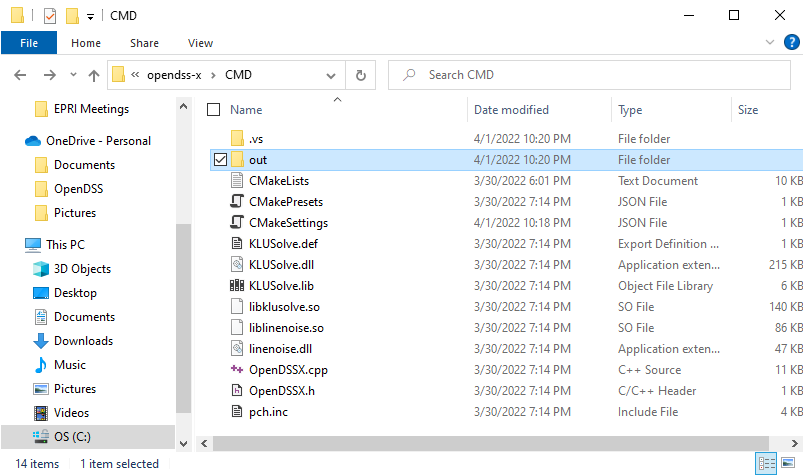 CMD
File Home Share View
« opendss-x › CMD Search CMD
EPRI Meetings
OneDrive - Personal
Documents
OpenDSS
Pictures
This PC
3D Objects
Desktop
Documents
Downloads
Music
Pictures
Videos
OS (C:)
Name Date modified Type Size
.vs 4/1/2022 10:20 PM File folder
out 4/1/2022 10:20 PM File folder
CMakeLists 3/30/2022 6:01 PM Text Document 10 KB
CMakePresets 3/30/2022 7:14 PM JSON File 1 KB
CMakeSettings 4/1/2022 10:18 PM JSON File 1 KB
KLUSolve.def 3/30/2022 7:14 PM Export Definition ... 1 KB
KLUSolve.dll 3/30/2022 7:14 PM Application exten... 215 KB
KLUSolve.lib 3/30/2022 7:14 PM Object File Library 6 KB
libklusolve.so 3/30/2022 7:14 PM SO File 140 KB
liblinenoise.so 3/30/2022 7:14 PM SO File 86 KB
linenoise.dll 3/30/2022 7:14 PM Application exten... 47 KB
OpenDSSX.cpp 3/30/2022 7:14 PM C++ Source 11 KB
OpenDSSX.h 3/30/2022 7:14 PM C/C++ Header 1 KB
pch.inc 3/30/2022 7:14 PM Include File 4 KB
14 items 1 item selected